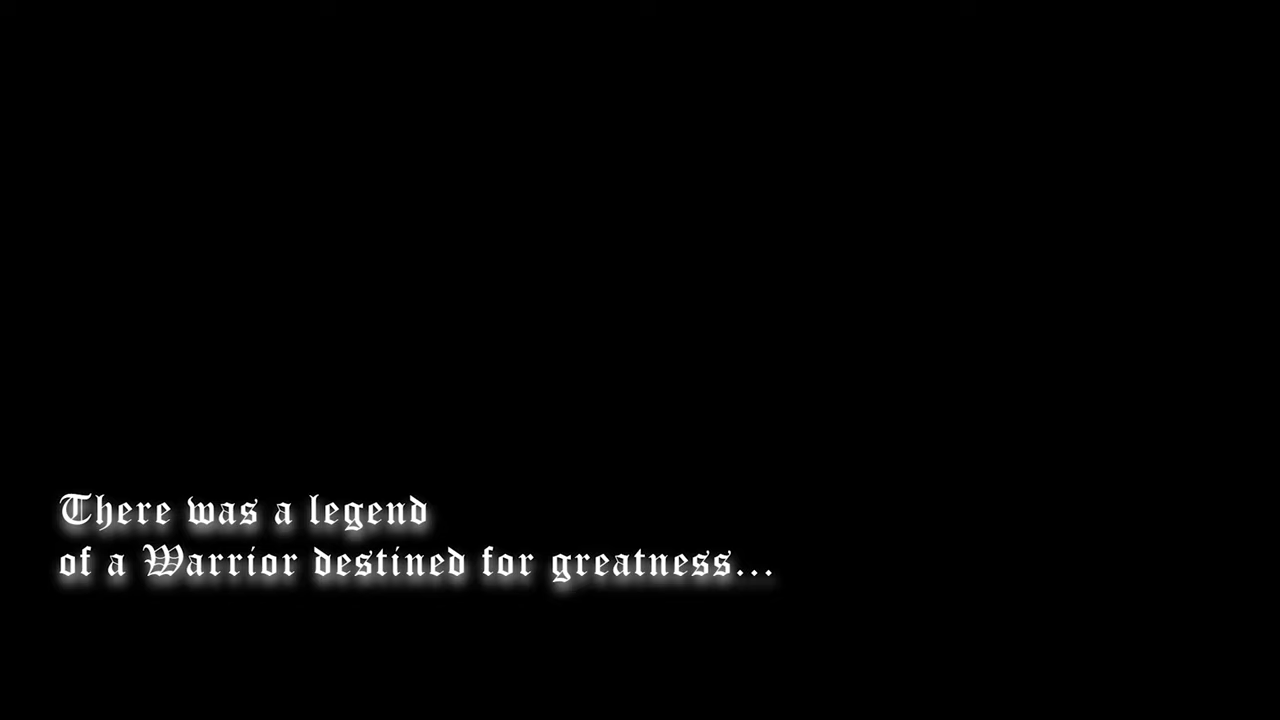 There was a legend
of a Warrior destined for greatness...